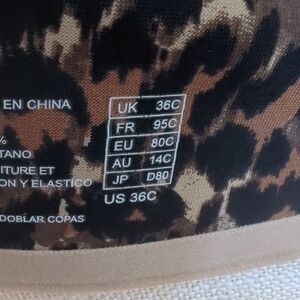 EN CHINA
%
TANO
ITURE ET
ON Y ELASTICO
DOBLAR COPAS
UK 36C
FR 95C
EU 80C
AU 14C
JP D80
US 36C